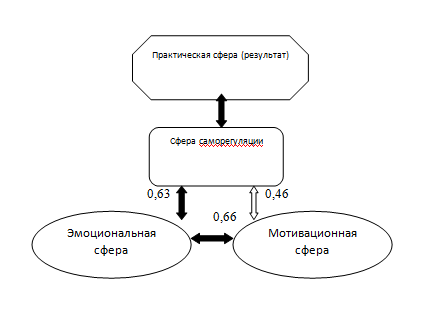 Практическая сфера (результат)
Сфера саморегуляции
0,63
0,46
0,66
Эмоциональная
сфера
Мотивационная
сфера